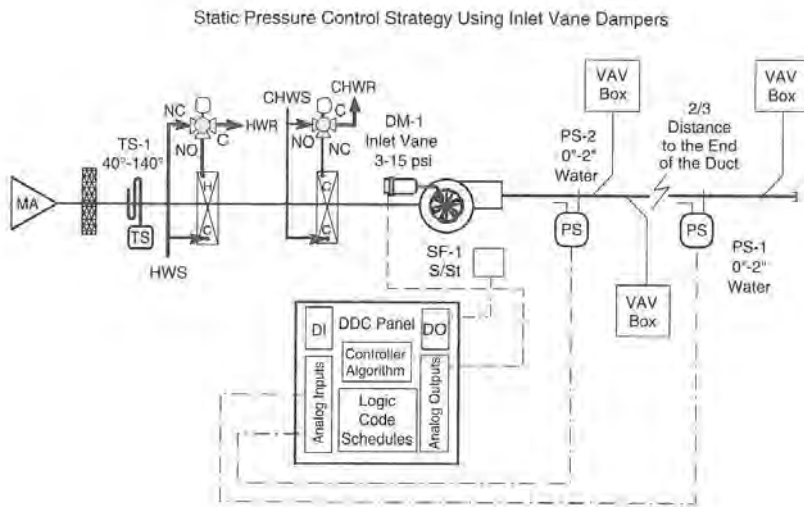 Static Pressure Control Strategy Using Inlet Vane Dampers
VAV
Box
VAV
Box
CHWR
CHWS
NC
C
HWR
C
NO
NO
NC
TS-1
40°-140°
DM-1
Inlet Vane
3-15 psi
PS-2
0"-2"
Water
2/3
Distance
to the End
of the Duct
MA
H
C
C
C
TS
HWS
PS
PS
SF-1
S/St
PS-1
0"-2"
Water
VAV
Box
DI
DDC Panel
DO
Controller
Algorithm
Analog Inputs
Logic
Code
Schedules
Analog Outputs